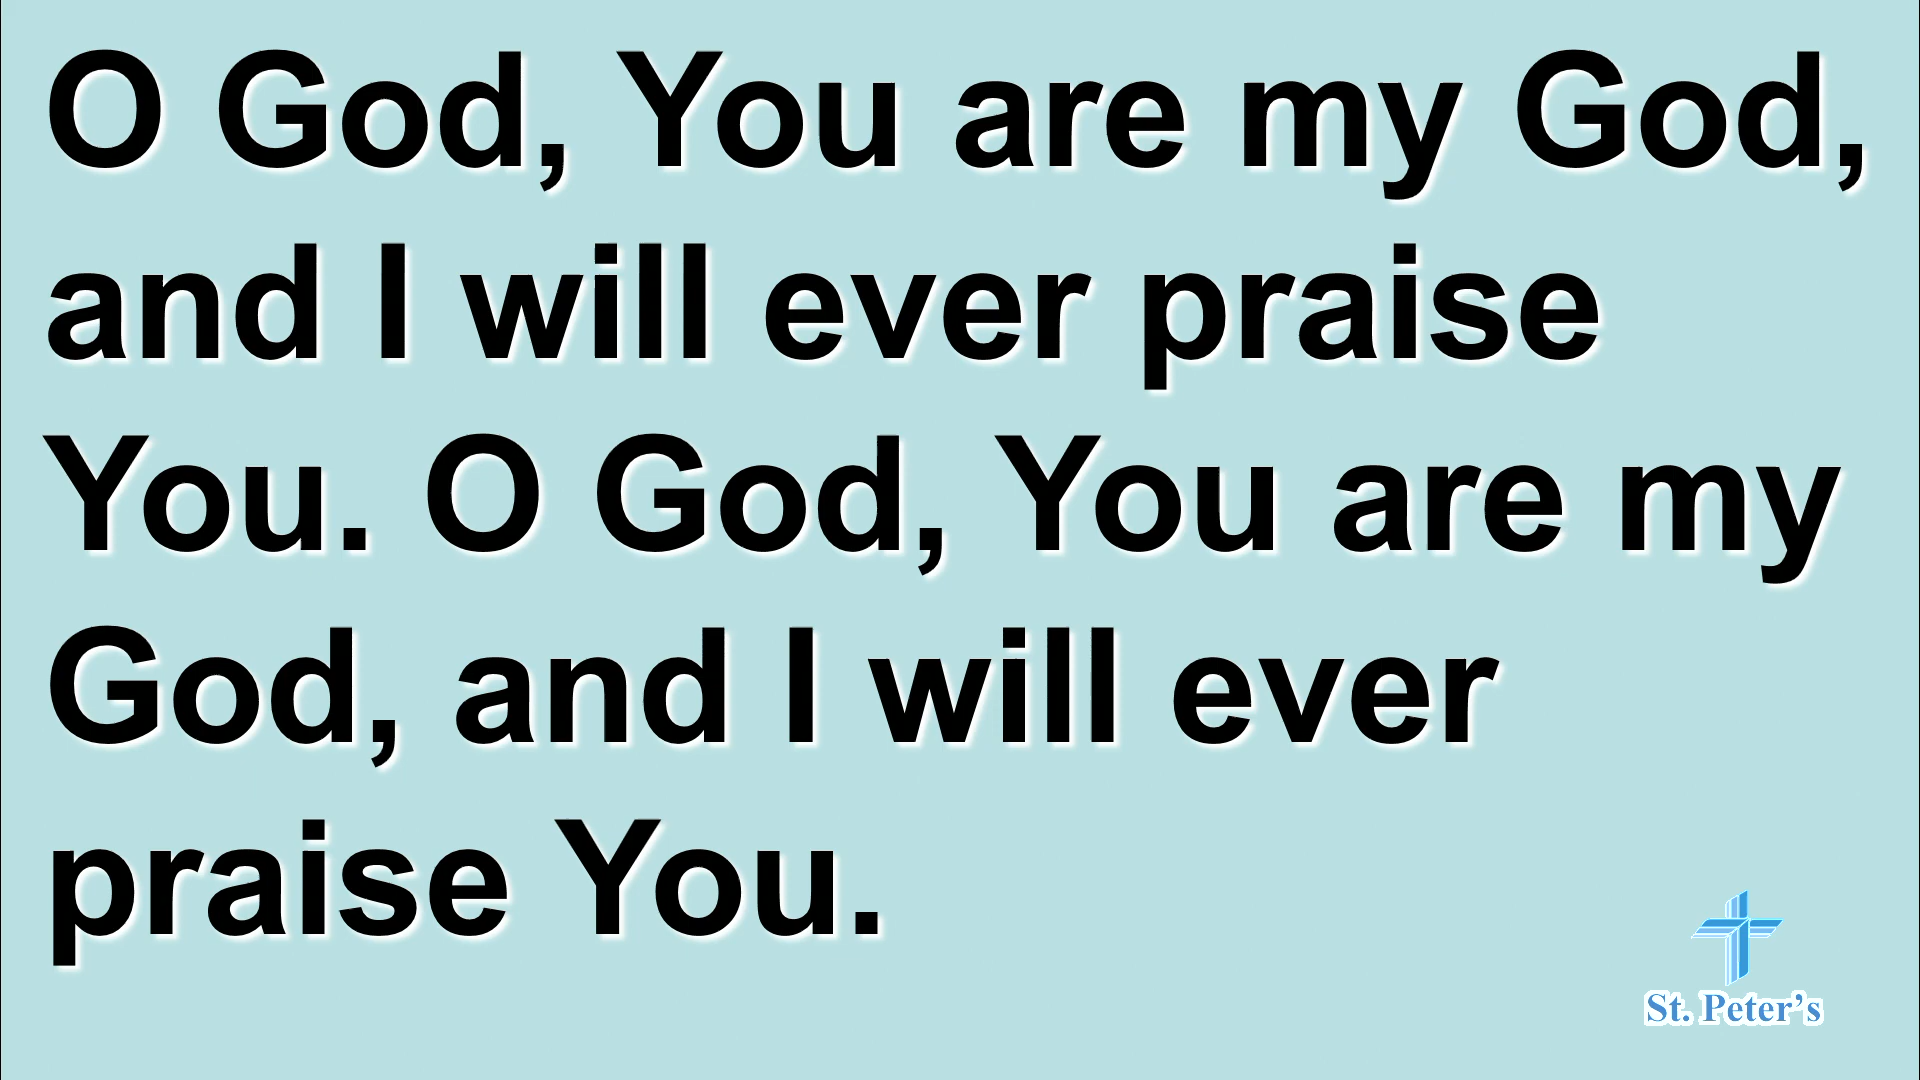 O God, You are my God,
and I will ever praise
You. O God, You are my
God, and I will ever
praise You.
St. Peter’s